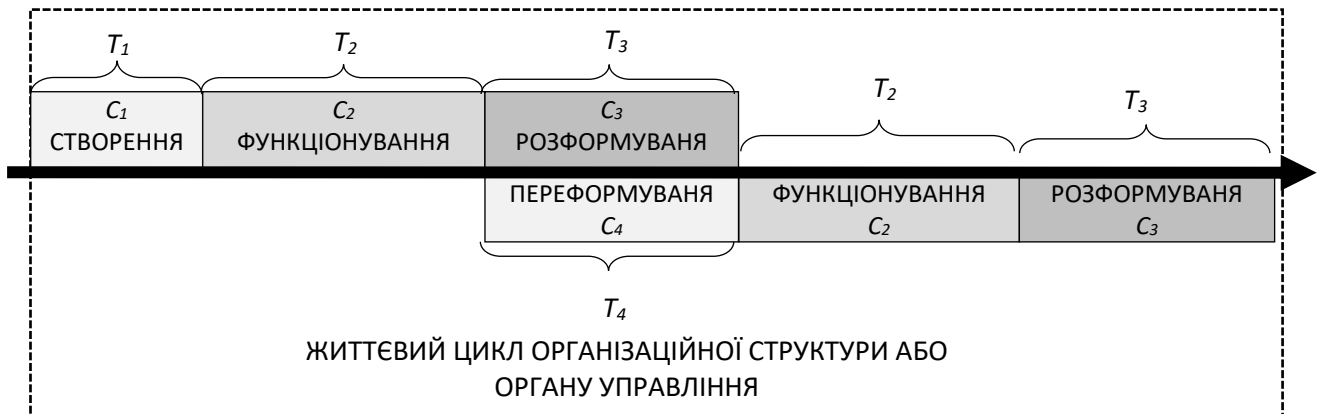 T₁
T₂
T₃
T₂
T₃
C₁
СТВОРЕННЯ
C₂
ФУНКЦІОНУВАННЯ
C₃
РОЗФОРМУВАНЯ
ПЕРЕФОРМУВАНЯ
C₄
ФУНКЦІОНУВАННЯ
C₂
РОЗФОРМУВАНЯ
C₃
T₄
ЖИТТЄВИЙ ЦИКЛ ОРГАНІЗАЦІЙНОЇ СТРУКТУРИ АБО
ОРГАНУ УПРАВЛІННЯ